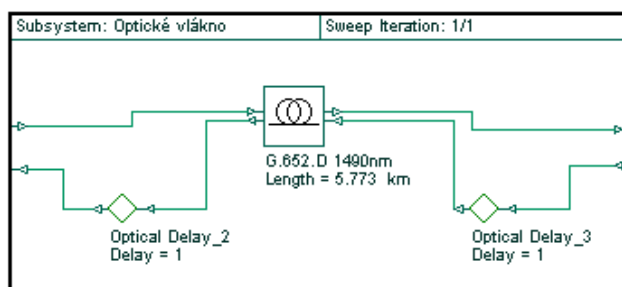 Subsystem: Optické vlákno
Sweep Iteration: 1/1
G.652.D 1490nm
Length = 5.773 km
Optical Delay_2
Delay = 1
Optical Delay_3
Delay = 1